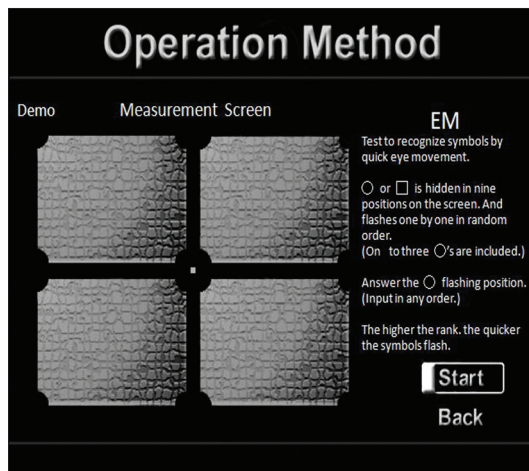 Operation Method
Demo
Measurement Screen
EM
Test to recognize symbols by
quick eye movement.
○ or □ is hidden in nine
positions on the screen. And
flashes one by one in random
order.
(On to three ○'s are included.)
Answer the ○ flashing position.
(Input in any order.)
The higher the rank. the quicker
the symbols flash.
Start
Back